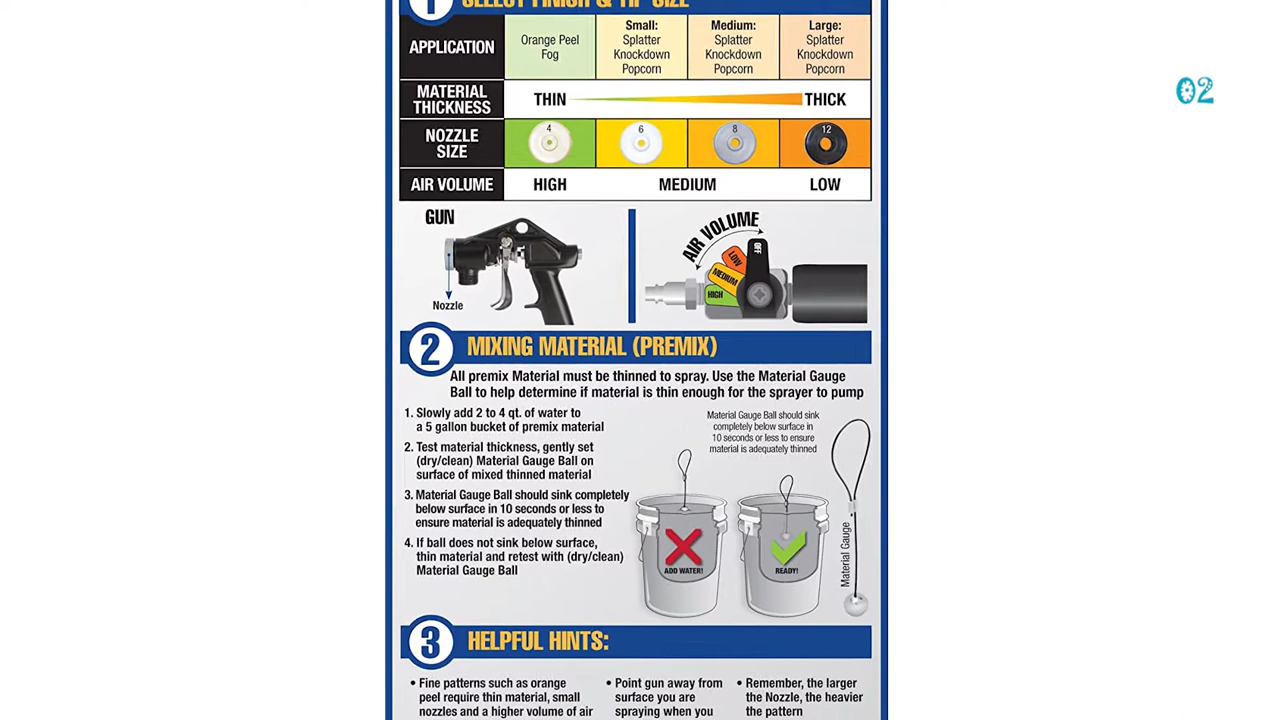 1 SELECT FINISH & TIP SIZE
APPLICATION
Orange Peel
Fog
Small:
Splatter
Knockdown
Popcorn
Medium:
Splatter
Knockdown
Popcorn
Large:
Splatter
Knockdown
Popcorn
MATERIAL
THICKNESS
THIN
THICK
NOZZLE
SIZE
4
6
8
12
AIR VOLUME
HIGH
MEDIUM
LOW
GUN
Nozzle
AIR VOLUME
OFF
LOW
MEDIUM
HIGH
2 MIXING MATERIAL (PREMIX)
All premix Material must be thinned to spray. Use the Material Gauge
Ball to help determine if material is thin enough for the sprayer to pump
1. Slowly add 2 to 4 qt. of water to
a 5 gallon bucket of premix material
2. Test material thickness, gently set
(dry/clean) Material Gauge Ball on
surface of mixed thinned material
3. Material Gauge Ball should sink completely
below surface in 10 seconds or less to
ensure material is adequately thinned
4. If ball does not sink below surface,
thin material and retest with (dry/clean)
Material Gauge Ball
Material Gauge Ball should sink
completely below surface in
10 seconds or less to ensure
material is adequately thinned
ADD WATER!
READY!
Material Gauge
3 HELPFUL HINTS:
• Fine patterns such as orange
peel require thin material, small
nozzles and a higher volume of air
• Point gun away from
surface you are
spraying when you
• Remember, the larger
the Nozzle, the heavier
the pattern
02